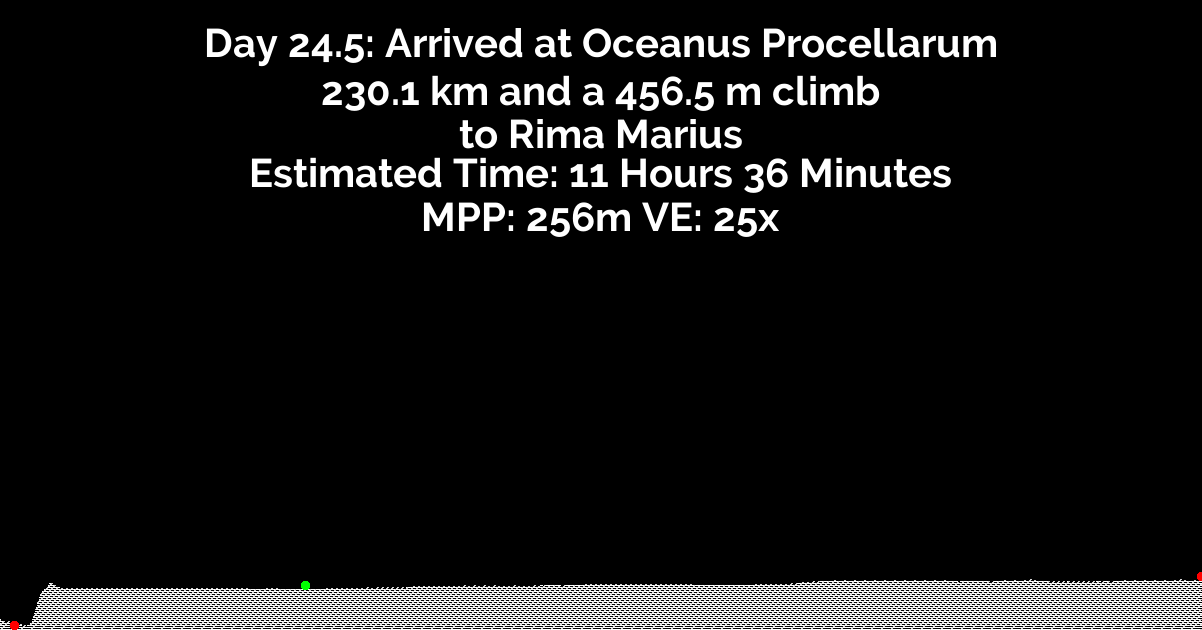 Day 24.5: Arrived at Oceanus Procellarum
230.1 km and a 456.5 m climb
to Rima Marius
Estimated Time: 11 Hours 36 Minutes
MPP: 256m VE: 25x